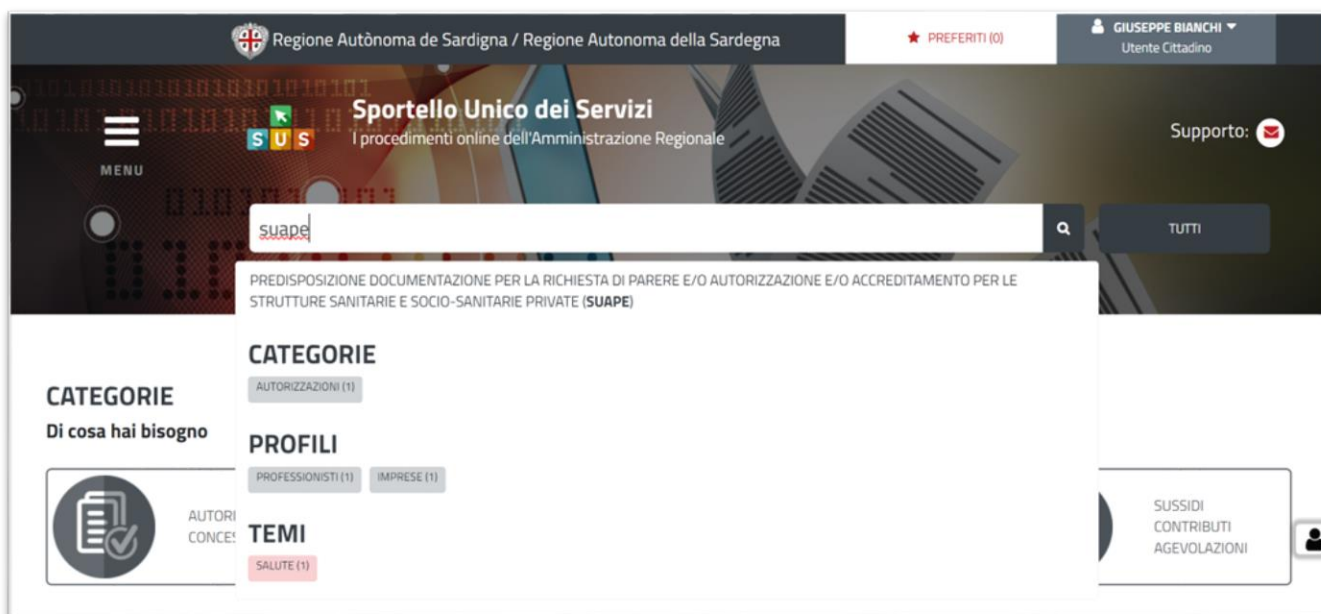 Regione Autònoma de Sardigna / Regione Autonoma della Sardegna
PREFERITI (0)
GIUSEPPE BIANCHI
Utente Cittadino
MENU
SUS
Sportello Unico dei Servizi
I procedimenti online dell'Amministrazione Regionale
Supporto:
suape
TUTTI
PREDISPOSIZIONE DOCUMENTAZIONE PER LA RICHIESTA DI PARERE E/O AUTORIZZAZIONE E/O ACCREDITAMENTO PER LE
STRUTTURE SANITARIE E SOCIO-SANITARIE PRIVATE (SUAPE)
CATEGORIE
AUTORIZZAZIONI (1)
PROFILI
PROFESSIONISTI (1)
IMPRESE (1)
TEMI
SALUTE (1)
CATEGORIE
Di cosa hai bisogno
AUTORI
CONCES
SUSSIDI
CONTRIBUTI
AGEVOLAZIONI